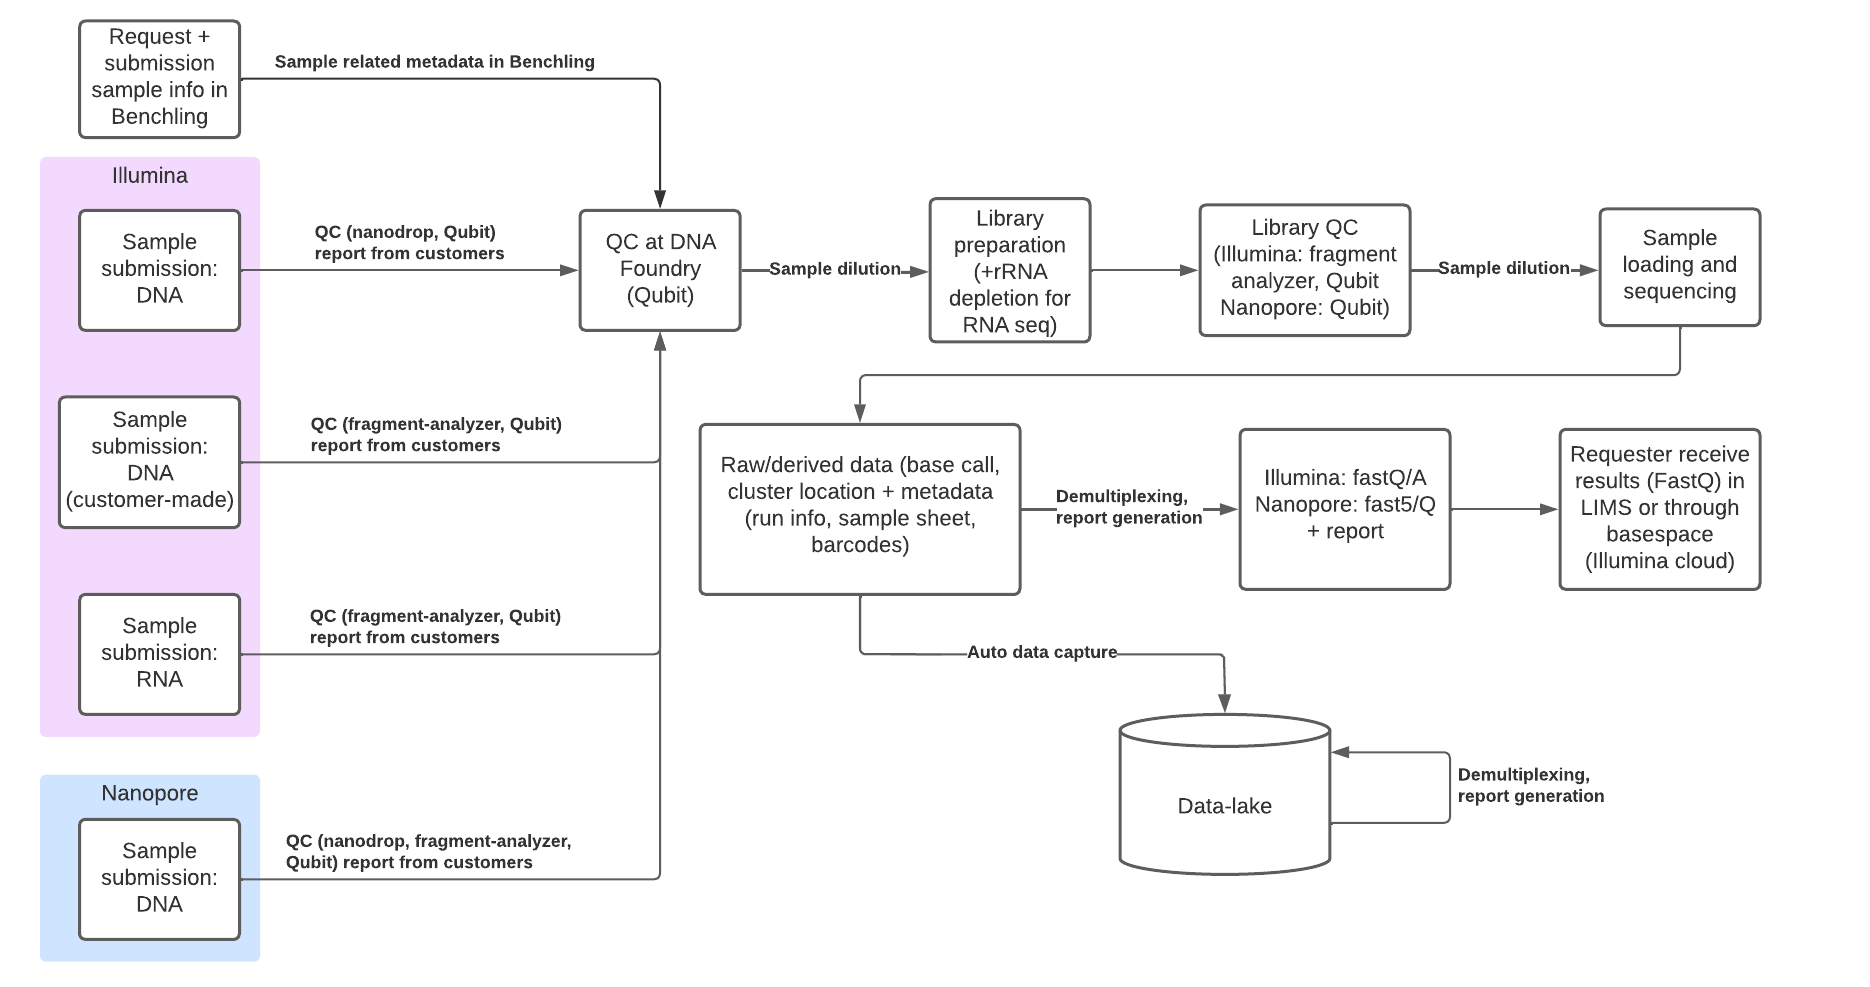 Request +
submission
sample info in
Benchling
Sample related metadata in Benchling
Illumina
Sample
submission:
DNA
QC (nanodrop, Qubit)
report from customers
QC at DNA
Foundry
(Qubit)
Sample dilution
Library
preparation
(+rRNA
depletion for
RNA seq)
Library QC
(Illumina: fragment
analyzer, Qubit
Nanopore: Qubit)
Sample dilution
Sample
loading and
sequencing
Sample
submission:
DNA
(customer-made)
QC (fragment-analyzer, Qubit)
report from customers
Raw/derived data (base call,
cluster location + metadata
(run info, sample sheet,
barcodes)
Demultiplexing,
report generation
Illumina: fastQ/A
Nanopore: fast5/Q
+ report
Requester receive
results (FastQ) in
LIMS or through
basespace
(Illumina cloud)
Sample
submission:
RNA
QC (fragment-analyzer, Qubit)
report from customers
Auto data capture
Data-lake
Demultiplexing,
report generation
Nanopore
Sample
submission:
DNA
QC (nanodrop, fragment-analyzer,
Qubit) report from customers